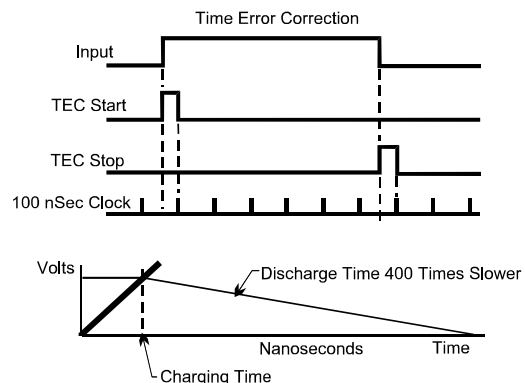 Time Error Correction
Input
TEC Start
TEC Stop
100 nSec Clock
Volts
Discharge Time 400 Times Slower
Nanoseconds
Time
Charging Time